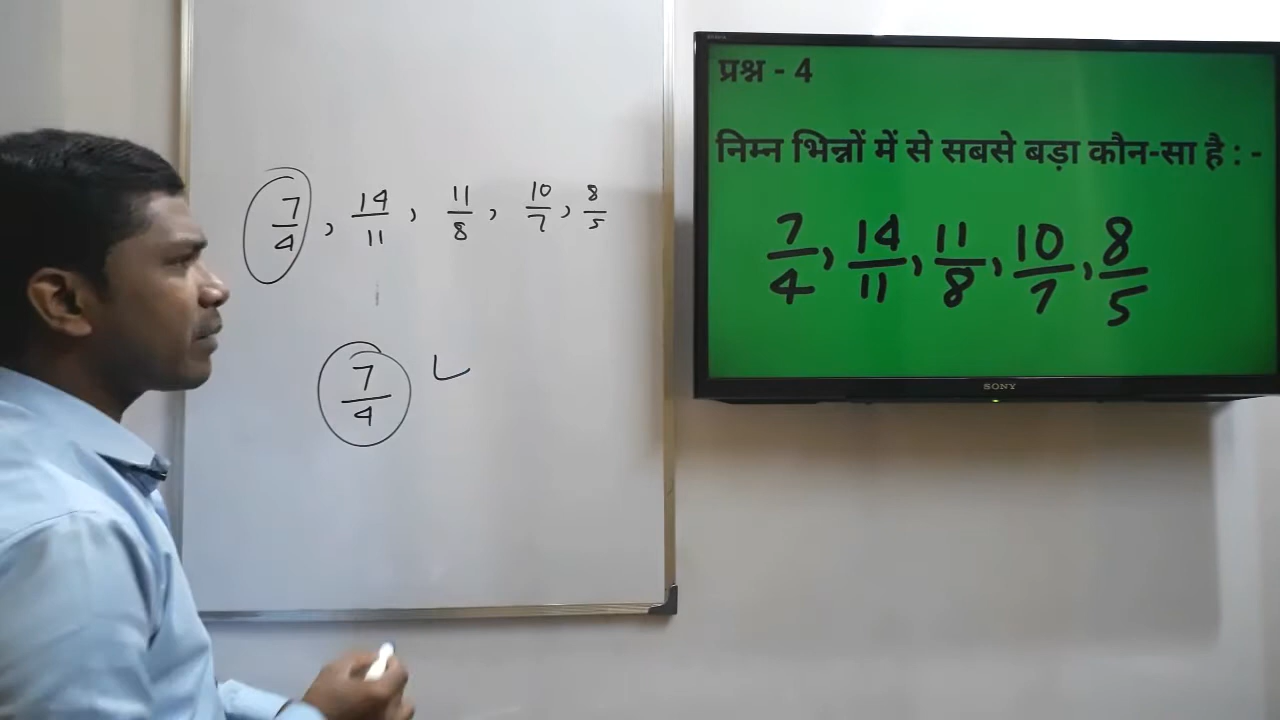 7/4, 14/11, 11/8, 10/7, 8/5
7/4
प्रश्न - 4
निम्न भिन्नों में से सबसे बड़ा कौन-सा है : -
7/4, 14/11, 11/8, 10/7, 8/5
SONY